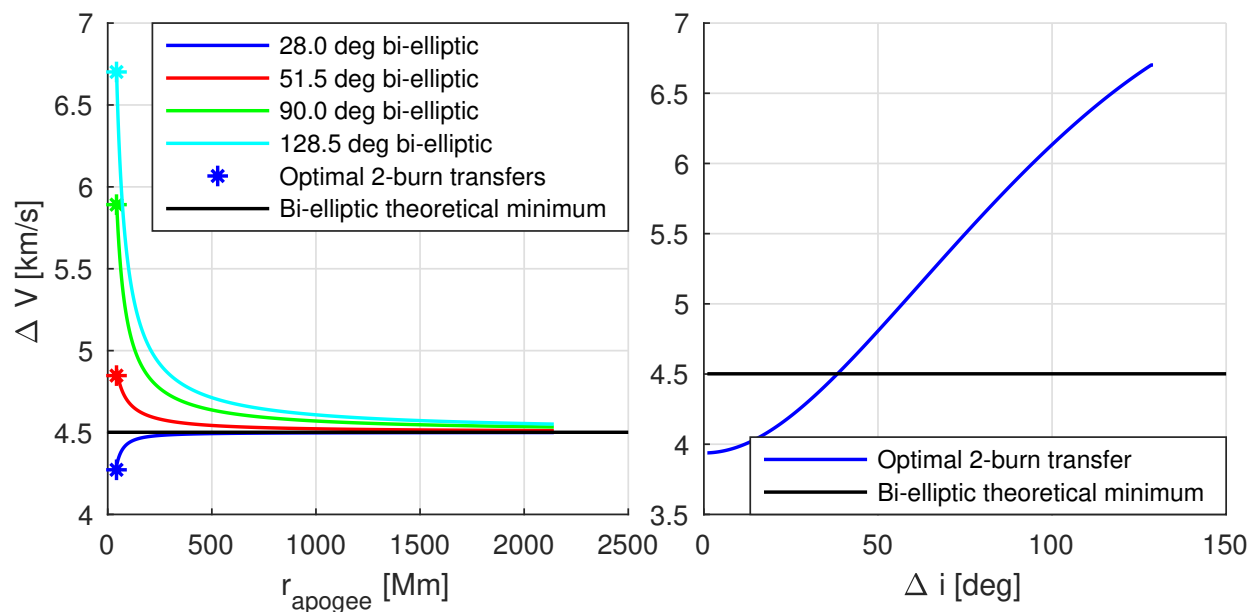 7
6.5
6
5.5
5
4.5
4
Δ V [km/s]
28.0 deg bi-elliptic
51.5 deg bi-elliptic
90.0 deg bi-elliptic
128.5 deg bi-elliptic
Optimal 2-burn transfers
Bi-elliptic theoretical minimum
0 500 1000 1500 2000 2500
r_apogee [Mm]
7
6.5
6
5.5
5
4.5
4
3.5
Optimal 2-burn transfer
Bi-elliptic theoretical minimum
0 50 100 150
Δ i [deg]